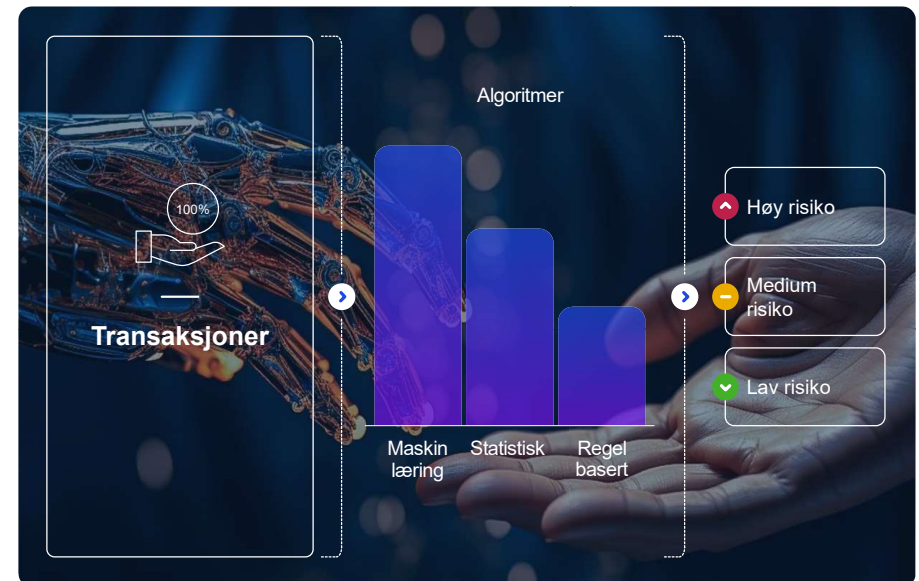 100%
Transaksjoner
Algoritmer
Maskin
læring
Statistisk
Regel
basert
Høy risiko
Medium
risiko
Lav risiko